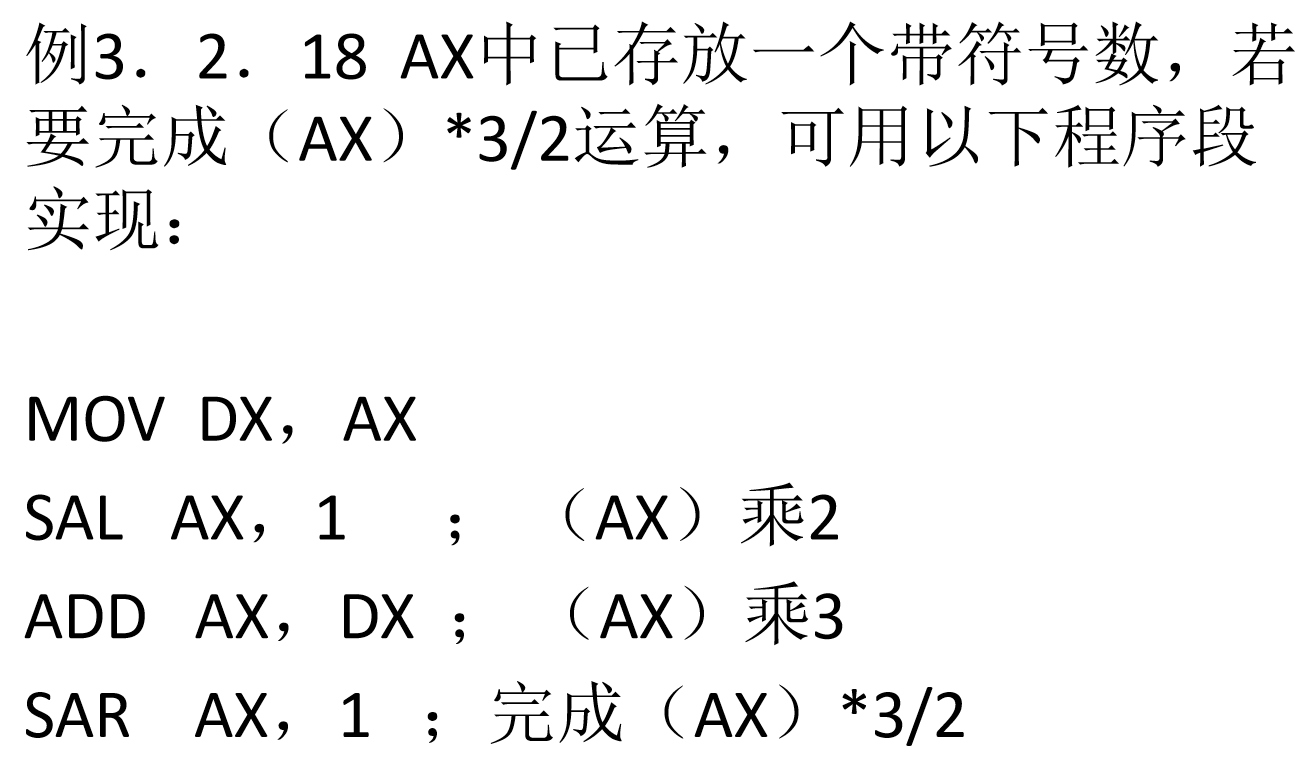 例3．2．18 AX中已存放一个带符号数，若
要完成（AX）*3/2运算，可用以下程序段
实现：
MOV DX，AX
SAL AX，1 ；（AX）乘2
ADD AX，DX ；（AX）乘3
SAR AX，1 ；完成（AX）*3/2